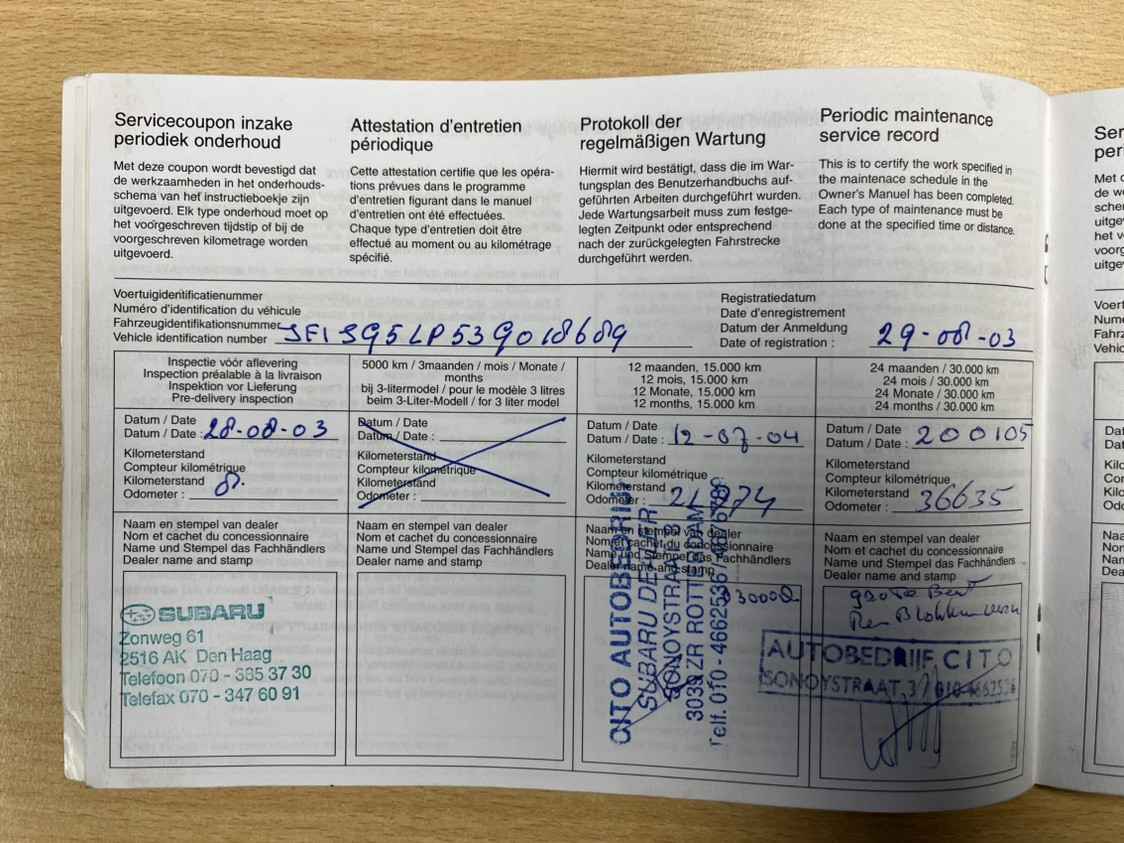 Servicecoupon inzake
periodiek onderhoud
Met deze coupon wordt bevestigd dat
de werkzaamheden in het onderhouds-
schema van het instructieboekje zijn
uitgevoerd. Elk type onderhoud moet op
het voorgeschreven tijdstip of bij de
voorgeschreven kilometrage worden
uitgevoerd.
Attestation d'entretien
périodique
Cette attestation certifie que les opéra-
tions prévues dans le programme
d'entretien figurant dans le manuel
d'entretien ont été effectuées.
Chaque type d'entretien doit être
effectué au moment ou au kilométrage
spécifié.
Protokoll der
regelmäßigen Wartung
Hiermit wird bestätigt, dass die im War-
tungsplan des Benutzerhandbuchs auf-
geführten Arbeiten durchgeführt wurden.
Jede Wartungsarbeit muss zum festge-
legten Zeitpunkt oder entsprechend
nach der zurückgelegten Fahrstrecke
durchgeführt werden.
Periodic maintenance
service record
This is to certify the work specified in
the maintenace schedule in the
Owner's Manual has been completed.
Each type of maintenance must be
done at the specified time or distance.
Voertuigidentificatienummer
Numéro d'identification du véhicule
Fahrzeugidentifikationsnummer
Vehicle identification number JF1SG5LP53G018689
Registratiedatum
Date d'enregistrement
Datum der Anmeldung
Date of registration : 29-08-03
Inspectie vóór aflevering
Inspection préalable à la livraison
Inspektion vor Lieferung
Pre-delivery inspection
Datum / Date
Datum / Date : 28-08-03
Kilometerstand
Compteur kilométrique
Kilometerstand
Odometer : 8.
Naam en stempel van dealer
Nom et cachet du concessionnaire
Name und Stempel des Fachhändlers
Dealer name and stamp
SUBARU
Zonweg 61
2516 AK Den Haag
Telefoon 070 - 385 37 30
Telefax 070 - 347 60 91
5000 km / 3maanden / mois / Monate /
months
bij 3-litermodel / pour le modèle 3 litres
beim 3-Liter-Modell / for 3 liter model
Datum / Date
Datum / Date :
Kilometerstand
Compteur kilométrique
Kilometerstand
Odometer :
Naam en stempel van dealer
Nom et cachet du concessionnaire
Name und Stempel des Fachhändlers
Dealer name and stamp
12 maanden, 15.000 km
12 mois, 15.000 km
12 Monate, 15.000 km
12 months, 15.000 km
Datum / Date
Datum / Date : 12-07-04
Kilometerstand
Compteur kilométrique
Kilometerstand
Odometer :
Naam en stempel van dealer
Nom et cachet du concessionnaire
Name und Stempel das Fachhändlers
Dealer name and stamp
CITO AUTOBEDRIJF
SUBARU DEALER
SONOYSTRAAT
3039 ZR ROTTERDAM
Telf. 010 - 4662536
24 maanden / 30.000 km
24 mois / 30.000 km
24 Monate / 30.000 km
24 months / 30.000 km
Datum / Date
Datum / Date : 200105
Kilometerstand
Compteur kilométrique
Kilometerstand
Odometer : 36635
Naam en stempel van dealer
Nom et cachet du concessionnaire
Name und Stempel des Fachhändlers
Dealer name and stamp
grote Beurt
AUTOBEDRIJF CITO
SONOYSTRAAT 37 010-4662536